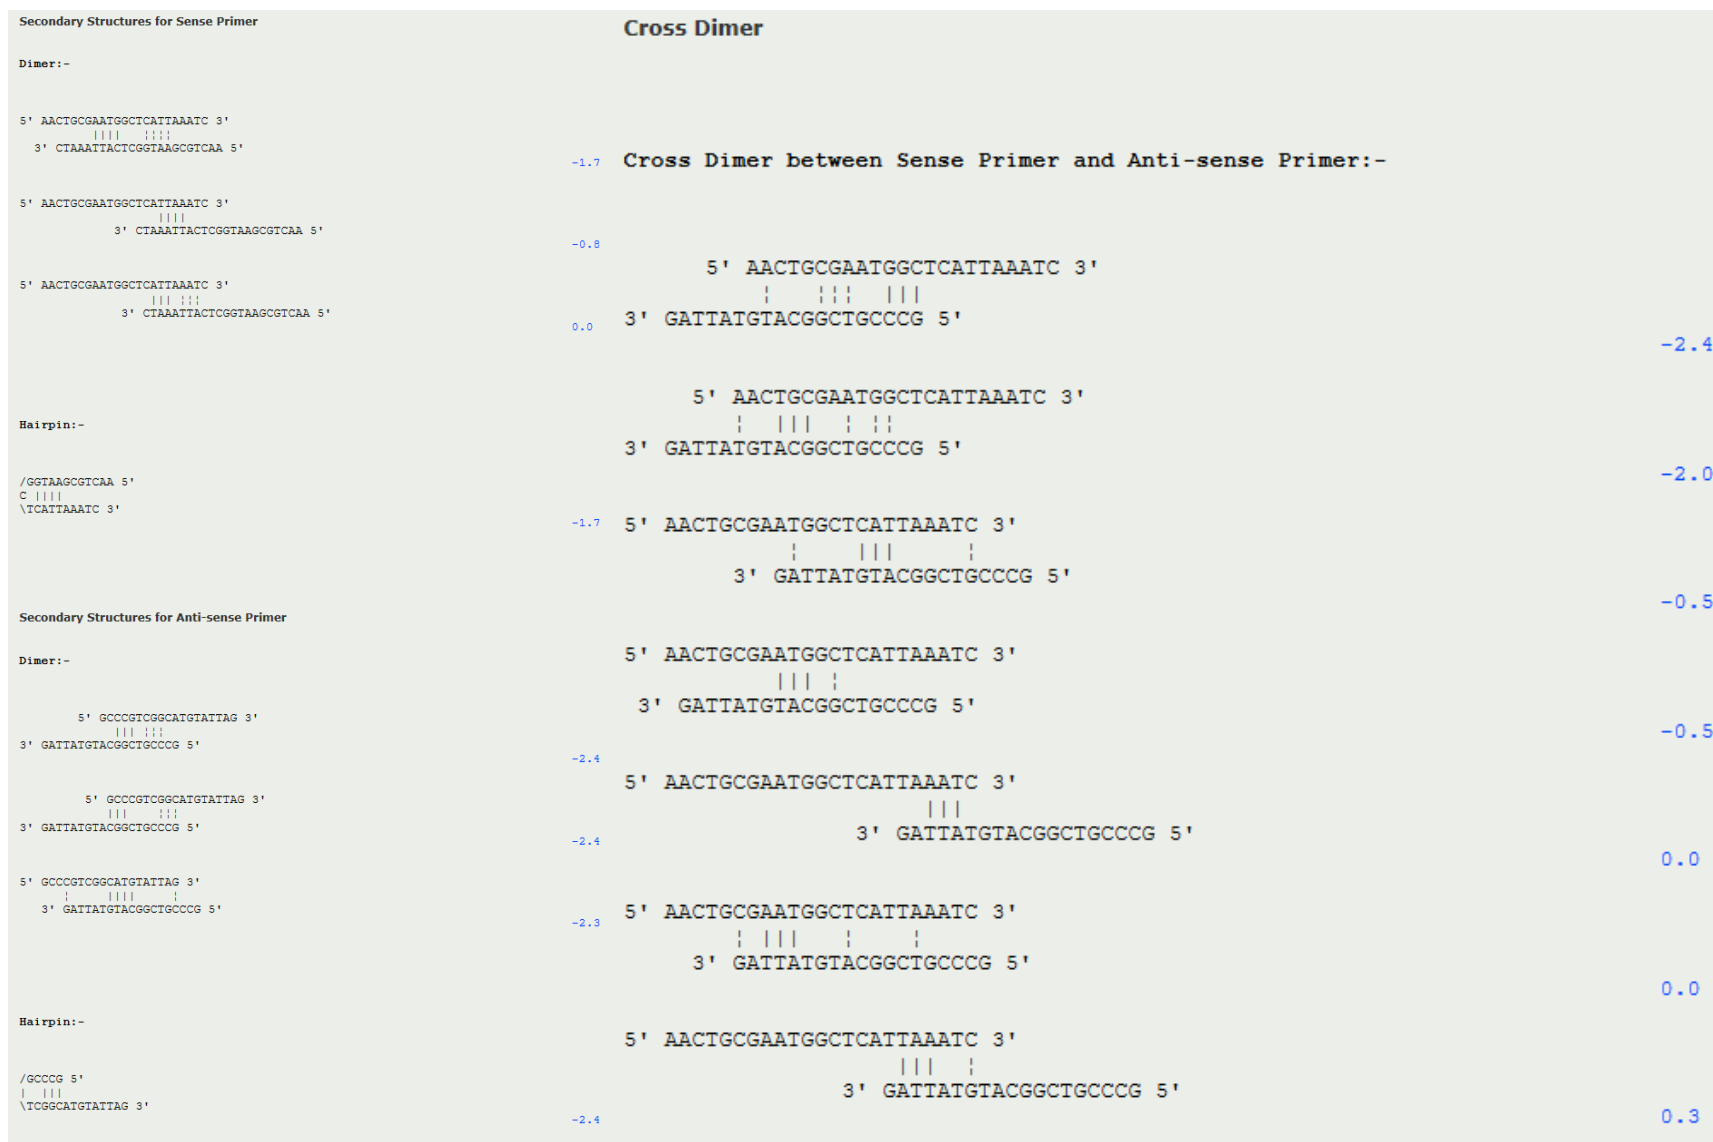 Secondary Structures for Sense Primer
Dimer:-
5' AACTGCGAATGGCTCATTAAATC 3'
|||| ¦¦¦¦
3' CTAAATTACTCGGTAAGCGTCAA 5'
-1.7
5' AACTGCGAATGGCTCATTAAATC 3'
||||
3' CTAAATTACTCGGTAAGCGTCAA 5'
-0.8
5' AACTGCGAATGGCTCATTAAATC 3'
||| ¦¦¦
3' CTAAATTACTCGGTAAGCGTCAA 5'
0.0
Hairpin:-
/GGTAAGCGTCAA 5'
C ||||
\TCATTAAATC 3'
-1.7
Secondary Structures for Anti-sense Primer
Dimer:-
5' GCCCGTCGGCATGTATTAG 3'
||| ¦¦¦
3' GATTATGTACGGCTGCCCG 5'
-2.4
5' GCCCGTCGGCATGTATTAG 3'
||| ¦¦¦
3' GATTATGTACGGCTGCCCG 5'
-2.4
5' GCCCGTCGGCATGTATTAG 3'
¦ |||| ¦
3' GATTATGTACGGCTGCCCG 5'
-2.3
Hairpin:-
/GCCCG 5'
| |||
\TCGGCATGTATTAG 3'
-2.4
Cross Dimer
Cross Dimer between Sense Primer and Anti-sense Primer:-
5' AACTGCGAATGGCTCATTAAATC 3'
¦ ¦¦¦ |||
3' GATTATGTACGGCTGCCCG 5'
-2.4
5' AACTGCGAATGGCTCATTAAATC 3'
¦ ||| ¦ ¦¦
3' GATTATGTACGGCTGCCCG 5'
-2.0
5' AACTGCGAATGGCTCATTAAATC 3'
¦ ||| ¦
3' GATTATGTACGGCTGCCCG 5'
-0.5
5' AACTGCGAATGGCTCATTAAATC 3'
||| ¦
3' GATTATGTACGGCTGCCCG 5'
-0.5
5' AACTGCGAATGGCTCATTAAATC 3'
|||
3' GATTATGTACGGCTGCCCG 5'
0.0
5' AACTGCGAATGGCTCATTAAATC 3'
¦ ||| ¦ ¦
3' GATTATGTACGGCTGCCCG 5'
0.0
5' AACTGCGAATGGCTCATTAAATC 3'
||| ¦
3' GATTATGTACGGCTGCCCG 5'
0.3